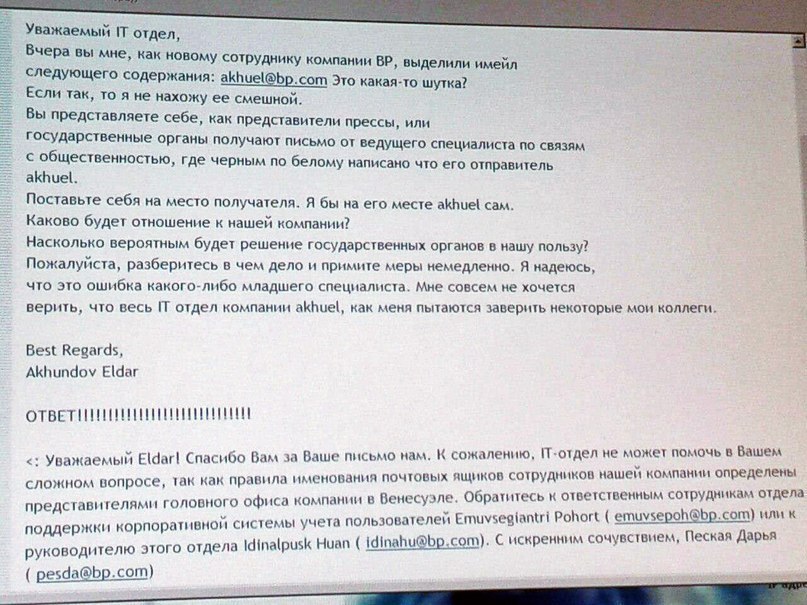 Уважаемый IT отдел,
Вчера вы мне, как новому сотруднику компании BP, выделили имейл
следующего содержания: akhuel@bp.com Это какая-то шутка?
Если так, то я не нахожу ее смешной.
Вы представляете себе, как представители прессы, или
государственные органы получают письмо от ведущего специалиста по связям
с общественностью, где черным по белому написано что его отправитель
akhuel.
Поставьте себя на место получателя. Я бы на его месте akhuel сам.
Каково будет отношение к нашей компании?
Насколько вероятным будет решение государственных органов в нашу пользу?
Пожалуйста, разберитесь в чем дело и примите меры немедленно. Я надеюсь,
что это ошибка какого-либо младшего специалиста. Мне совсем не хочется
верить, что весь IT отдел компании akhuel, как меня пытаются заверить некоторые мои коллеги.
Best Regards,
Akhundov Eldar
ОТВЕТ!!!!!!!!!!!!!!!!!!!!!!!!!!!!!
<: Уважаемый Eldar! Спасибо Вам за Ваше письмо нам. К сожалению, IT-отдел не может помочь в Вашем
сложном вопросе, так как правила именования почтовых ящиков сотрудников нашей компании определены
представителями головного офиса компании в Венесуэле. Обратитесь к ответственным сотрудникам отдела
поддержки корпоративной системы учета пользователей Emuvsegiantri Pohort ( emuvsepoh@bp.com) или к
руководителю этого отдела Idinalpusk Huan ( idinahu@bp.com). С искренним сочувствием, Пеская Дарья
( pesda@bp.com)